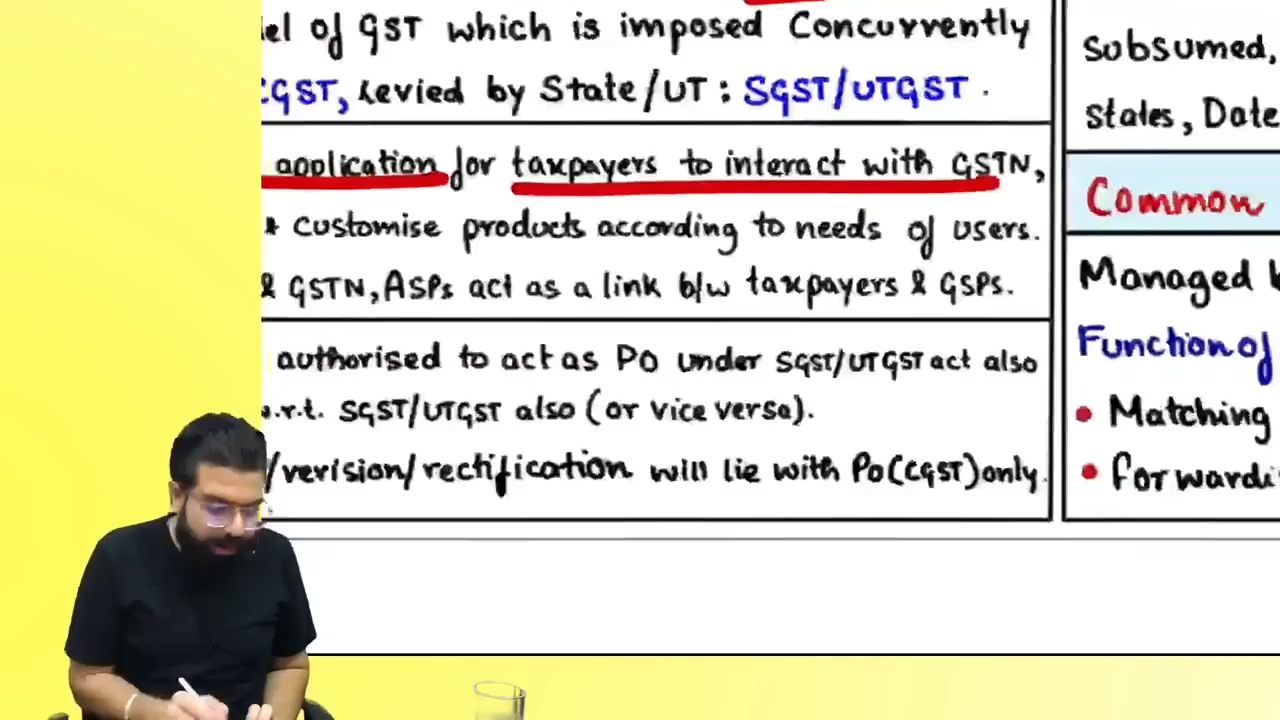 el of GST which is imposed Concurrently
CGST, Levied by State/UT : SGST/UTGST .
application for taxpayers to interact with GSTN,
* customise products according to needs of users.
& GSTN, ASPs act as a link b/w taxpayers & GSPs.
authorised to act as PO under SGST/UTGST act also
.r.t. SGST/UTGST also (or vice versa).
/verision/rectification will lie with PO(CGST) only.
subsumed,
states, Date
Common
Managed b
Function of
• Matching
• forwardi